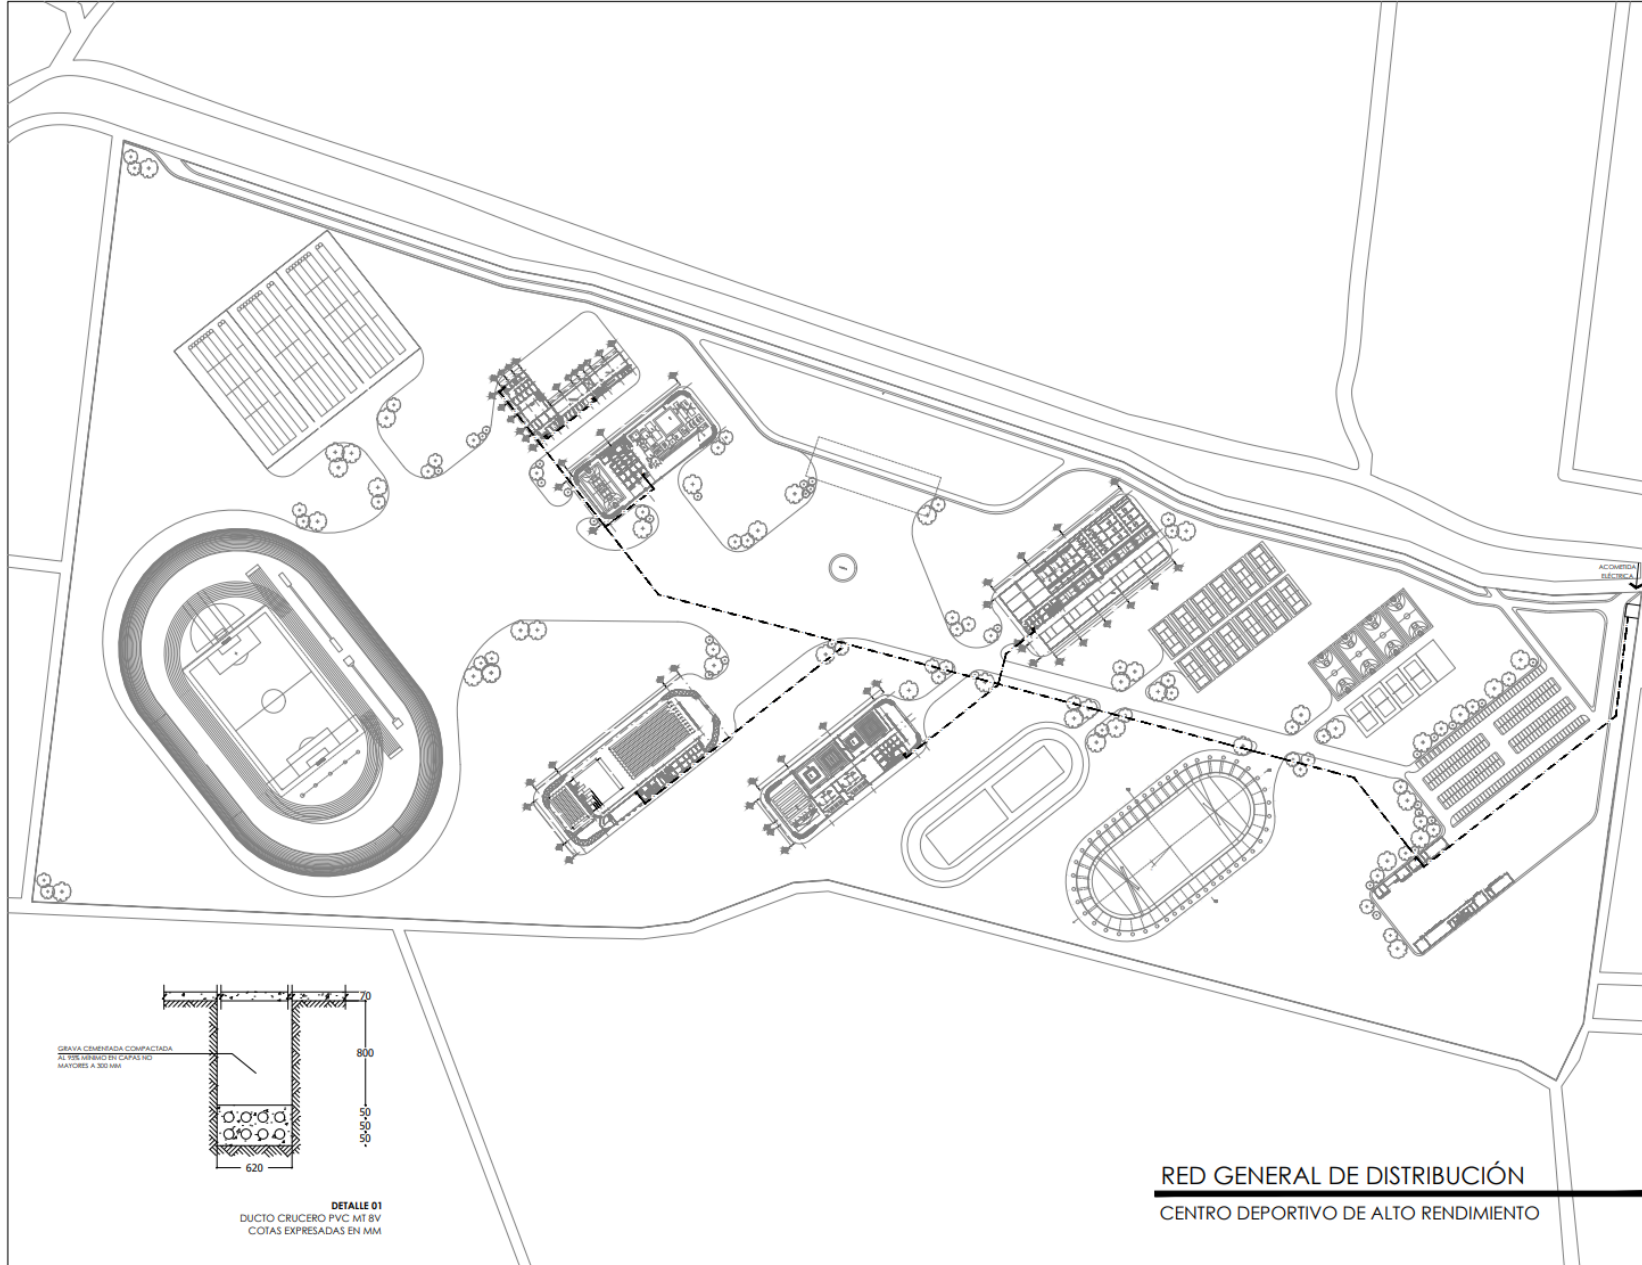 ACOMETIDA
ELÉCTRICA
70
GRAVA CEMENTADA COMPACTADA
AL 95% MÍNIMO EN CAPAS NO
MAYORES A 300 MM
800
50
50
50
620
DETALLE 01
DUCTO CRUCERO PVC MT 8V
COTAS EXPRESADAS EN MM
RED GENERAL DE DISTRIBUCIÓN
CENTRO DEPORTIVO DE ALTO RENDIMIENTO